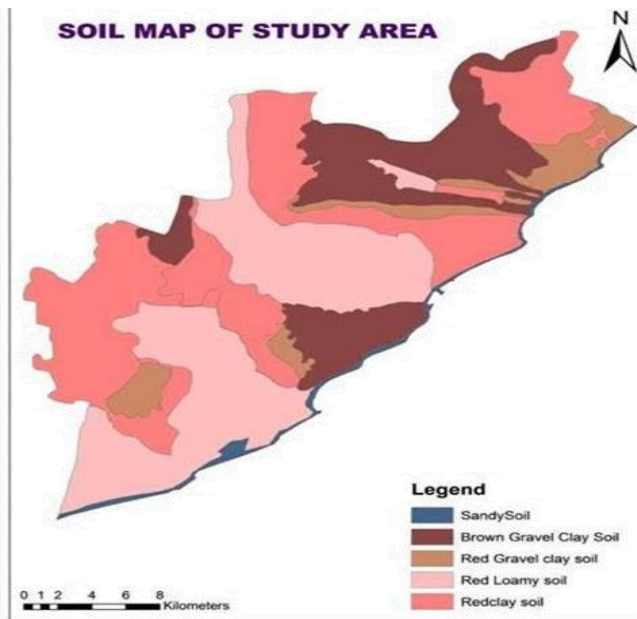 SOIL MAP OF STUDY AREA
N
Legend
SandySoil
Brown Gravel Clay Soil
Red Gravel clay soil
Red Loamy soil
Redclay soil
0 1 2 4 6 8
Kilometers